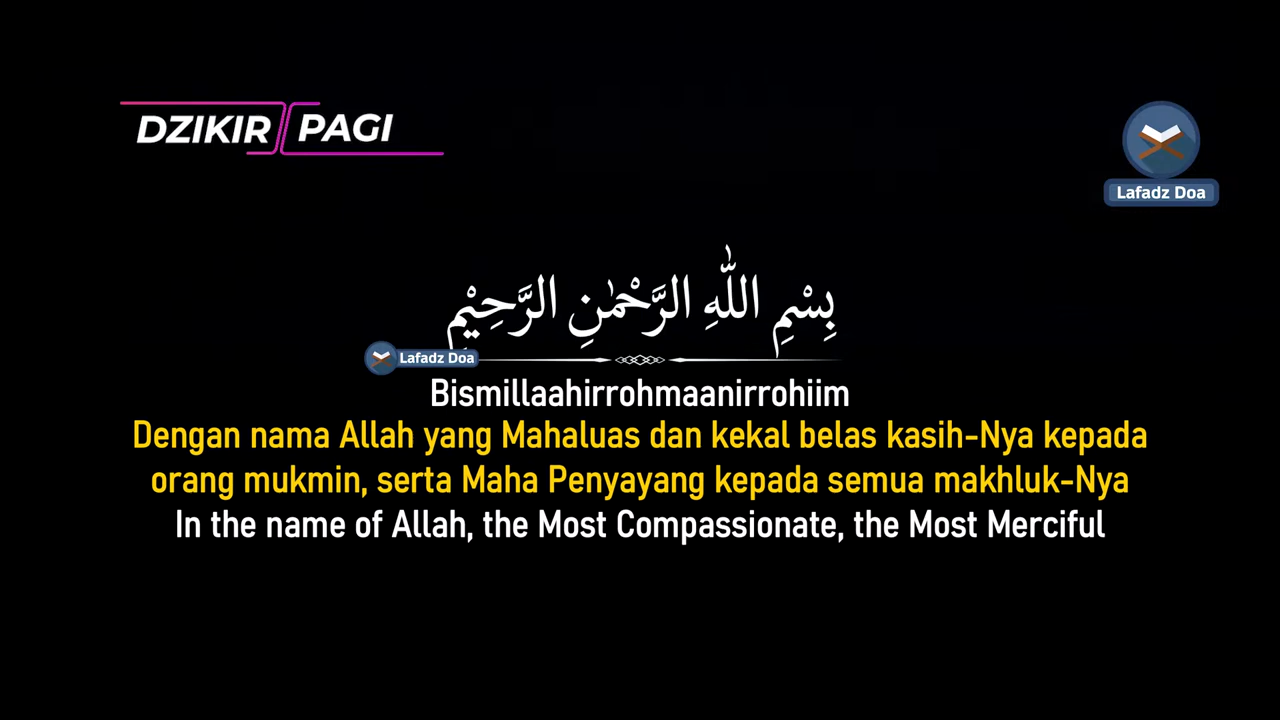 DZIKIR PAGI
Lafadz Doa
بِسْمِ اللّٰهِ الرَّحْمٰنِ الرَّحِيْمِ
Lafadz Doa
Bismillaahirrohmaanirrohiim
Dengan nama Allah yang Mahaluas dan kekal belas kasih-Nya kepada
orang mukmin, serta Maha Penyayang kepada semua makhluk-Nya
In the name of Allah, the Most Compassionate, the Most Merciful